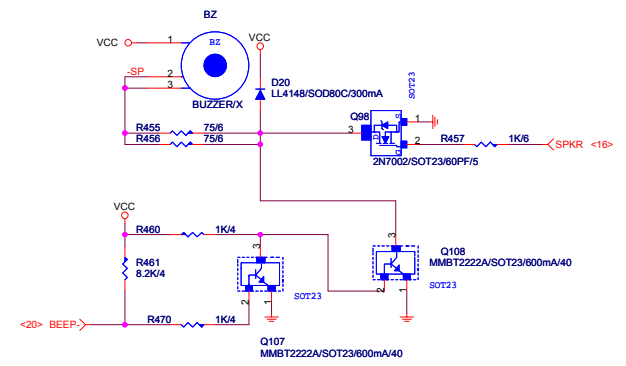 BZ
VCC
1
BZ
VCC
-SP
2
3
D20
LL4148/SOD80C/300mA
BUZZER/X
SOT23
Q98
S
1
R455
75/6
3
D
R456
75/6
G
2
R457
1K/6
SPKR
<16>
2N7002/SOT23/60PF/5
VCC
R460
1K/4
3
3
Q108
MMBT2222A/SOT23/600mA/40
R461
8.2K/4
SOT23
2
1
SOT23
2
1
<20>
BEEP-
R470
1K/4
Q107
MMBT2222A/SOT23/600mA/40